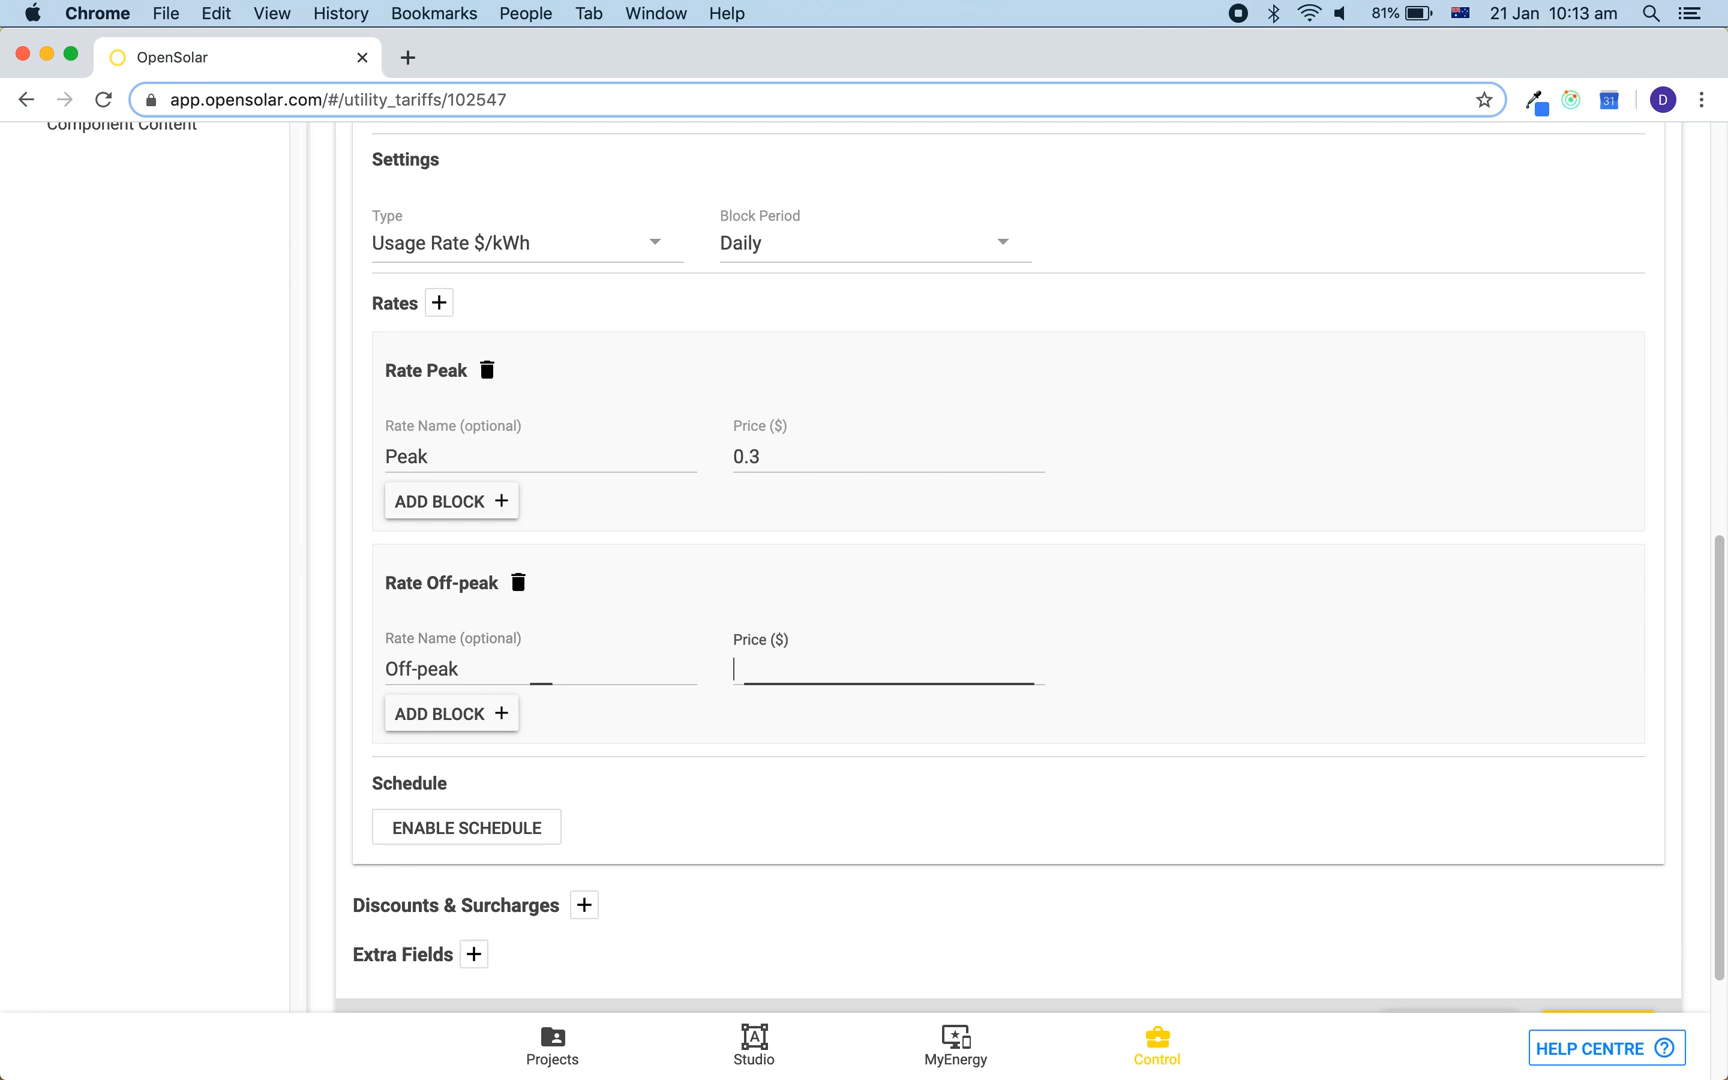 Chrome File Edit View History Bookmarks People Tab Window Help 81% 21 Jan 10:13 am
OpenSolar
app.opensolar.com/#/utility_tariffs/102547
31 D
Component Content
Settings
Type Block Period
Usage Rate $/kWh Daily
Rates +
Rate Peak
Rate Name (optional) Price ($)
Peak 0.3
ADD BLOCK +
Rate Off-peak
Rate Name (optional) Price ($)
Off-peak
ADD BLOCK +
Schedule
ENABLE SCHEDULE
Discounts & Surcharges +
Extra Fields +
Projects Studio MyEnergy Control
HELP CENTRE ?